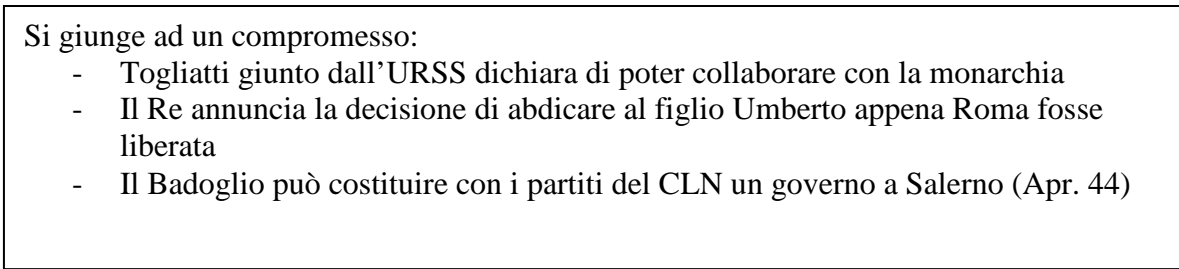 Si giunge ad un compromesso:
- Togliatti giunto dall’URSS dichiara di poter collaborare con la monarchia
- Il Re annuncia la decisione di abdicare al figlio Umberto appena Roma fosse
liberata
- Il Badoglio può costituire con i partiti del CLN un governo a Salerno (Apr. 44)